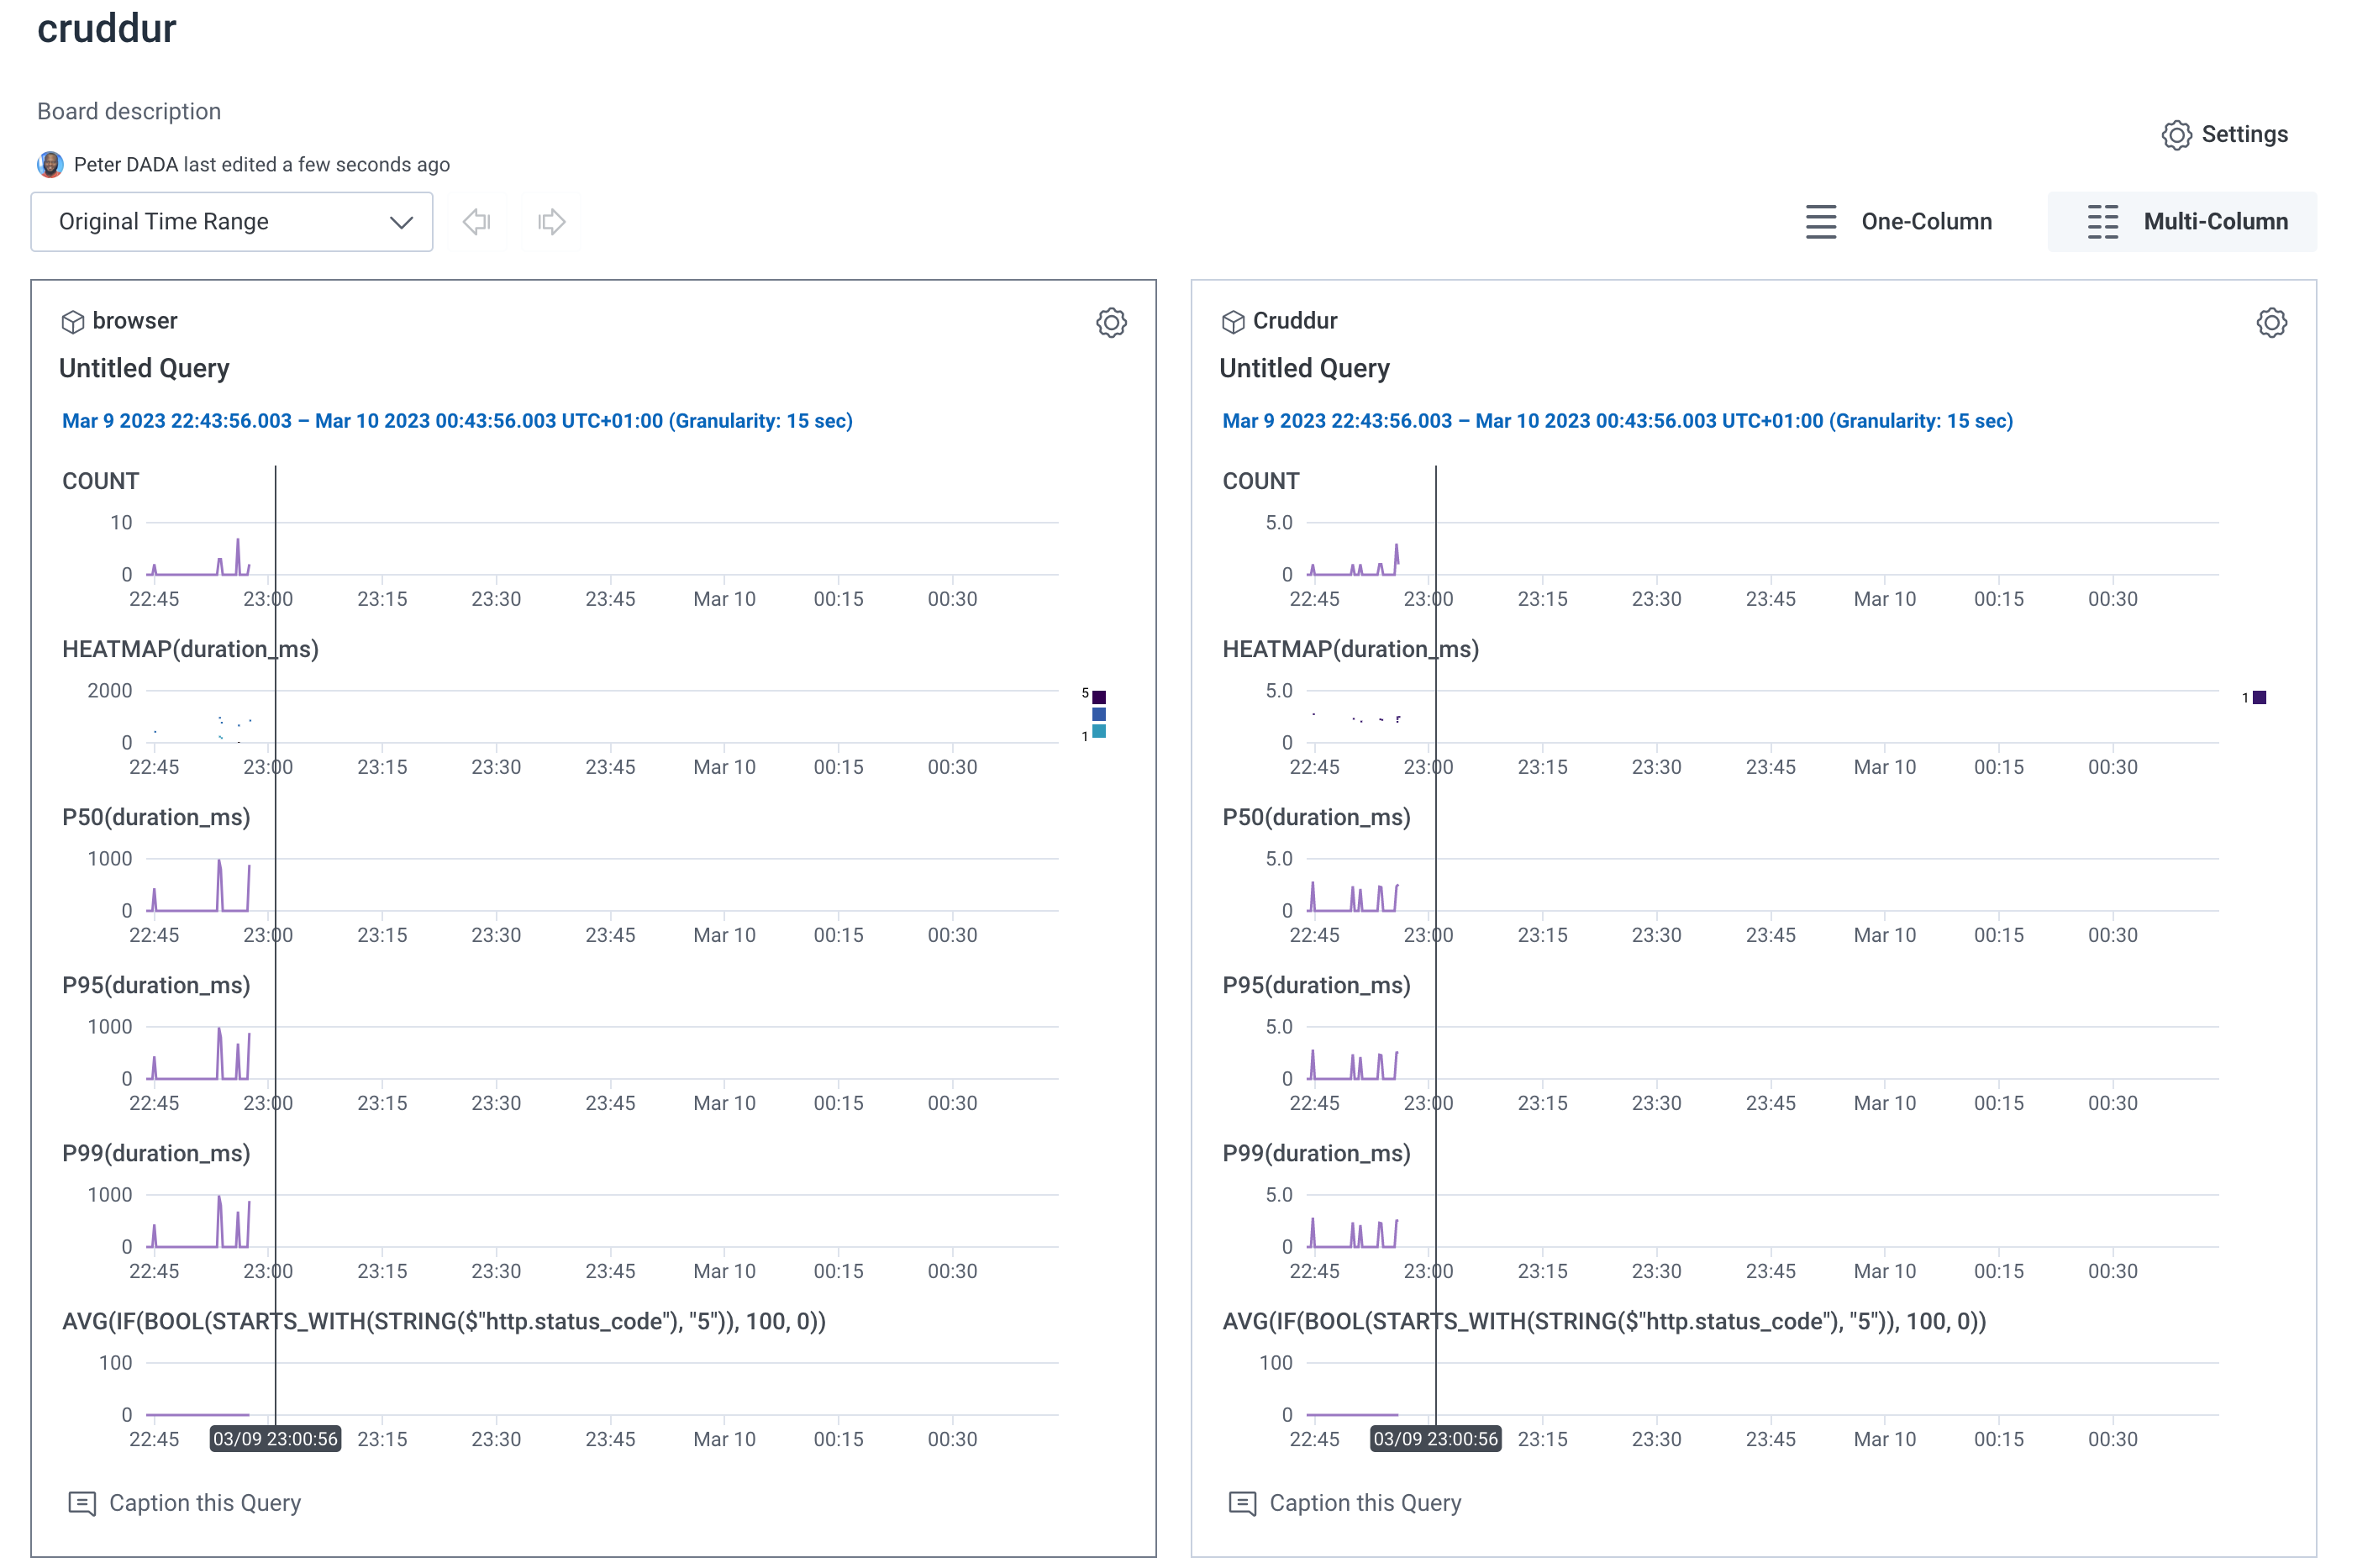 cruddur
Board description
Settings
Peter DADA last edited a few seconds ago
Original Time Range
One-Column
Multi-Column
browser
Untitled Query
Mar 9 2023 22:43:56.003 – Mar 10 2023 00:43:56.003 UTC+01:00 (Granularity: 15 sec)
COUNT
10
0
22:45 23:00 23:15 23:30 23:45 Mar 10 00:15 00:30
HEATMAP(duration_ms)
2000
5
0
1
22:45 23:00 23:15 23:30 23:45 Mar 10 00:15 00:30
P50(duration_ms)
1000
0
22:45 23:00 23:15 23:30 23:45 Mar 10 00:15 00:30
P95(duration_ms)
1000
0
22:45 23:00 23:15 23:30 23:45 Mar 10 00:15 00:30
P99(duration_ms)
1000
0
22:45 23:00 23:15 23:30 23:45 Mar 10 00:15 00:30
AVG(IF(BOOL(STARTS_WITH(STRING($"http.status_code"), "5")), 100, 0))
100
0
22:45 03/09 23:00:56 23:15 23:30 23:45 Mar 10 00:15 00:30
Caption this Query
Cruddur
Untitled Query
Mar 9 2023 22:43:56.003 – Mar 10 2023 00:43:56.003 UTC+01:00 (Granularity: 15 sec)
COUNT
5.0
0
22:45 23:00 23:15 23:30 23:45 Mar 10 00:15 00:30
HEATMAP(duration_ms)
5.0
1
0
22:45 23:00 23:15 23:30 23:45 Mar 10 00:15 00:30
P50(duration_ms)
5.0
0
22:45 23:00 23:15 23:30 23:45 Mar 10 00:15 00:30
P95(duration_ms)
5.0
0
22:45 23:00 23:15 23:30 23:45 Mar 10 00:15 00:30
P99(duration_ms)
5.0
0
22:45 23:00 23:15 23:30 23:45 Mar 10 00:15 00:30
AVG(IF(BOOL(STARTS_WITH(STRING($"http.status_code"), "5")), 100, 0))
100
0
22:45 03/09 23:00:56 23:15 23:30 23:45 Mar 10 00:15 00:30
Caption this Query